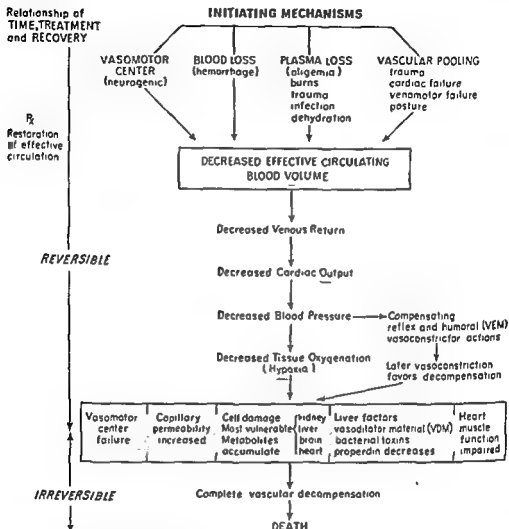 Relationship of
TIME, TREATMENT
and RECOVERY
INITIATING MECHANISMS
VASOMOTOR
CENTER
(neurogenic)
BLOOD LOSS
(hemorrhage)
PLASMA LOSS
(oligemia)
burns
trauma
infection
dehydration
VASCULAR POOLING
trauma
cardiac failure
venomotor failure
posture
℞
Restoration
of effective
circulation
DECREASED EFFECTIVE CIRCULATING
BLOOD VOLUME
Decreased Venous Return
REVERSIBLE
Decreased Cardiac Output
Decreased Blood Pressure
Compensating
reflex and humoral (VEM)
vasoconstrictor actions
Decreased Tissue Oxygenation
(Hypoxia)
Later vasoconstriction
favors decompensation
Vasomotor
center
failure
Capillary
permeability
increased
Cell damage
Most vulnerable
Metabolites
accumulate
kidney
liver
brain
heart
Liver factors
vasodilator material (VDM)
bacterial toxins
properdin decreases
Heart
muscle
function
impaired
IRREVERSIBLE
Complete vascular decompensation
DEATH